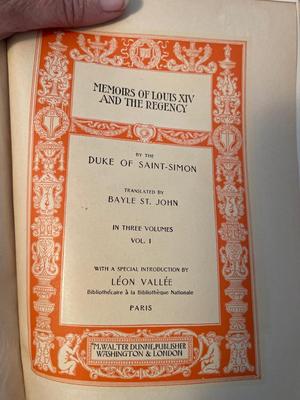 MEMOIRS OF LOUIS XIV
AND THE REGENCY
BY THE
DUKE OF SAINT-SIMON
TRANSLATED BY
BAYLE ST. JOHN
IN THREE VOLUMES
VOL. I
WITH A SPECIAL INTRODUCTION BY
LÉON VALLÉE
Bibliothécaire à la Bibliothèque Nationale
PARIS
M. WALTER DUNNE, PUBLISHER
WASHINGTON & LONDON